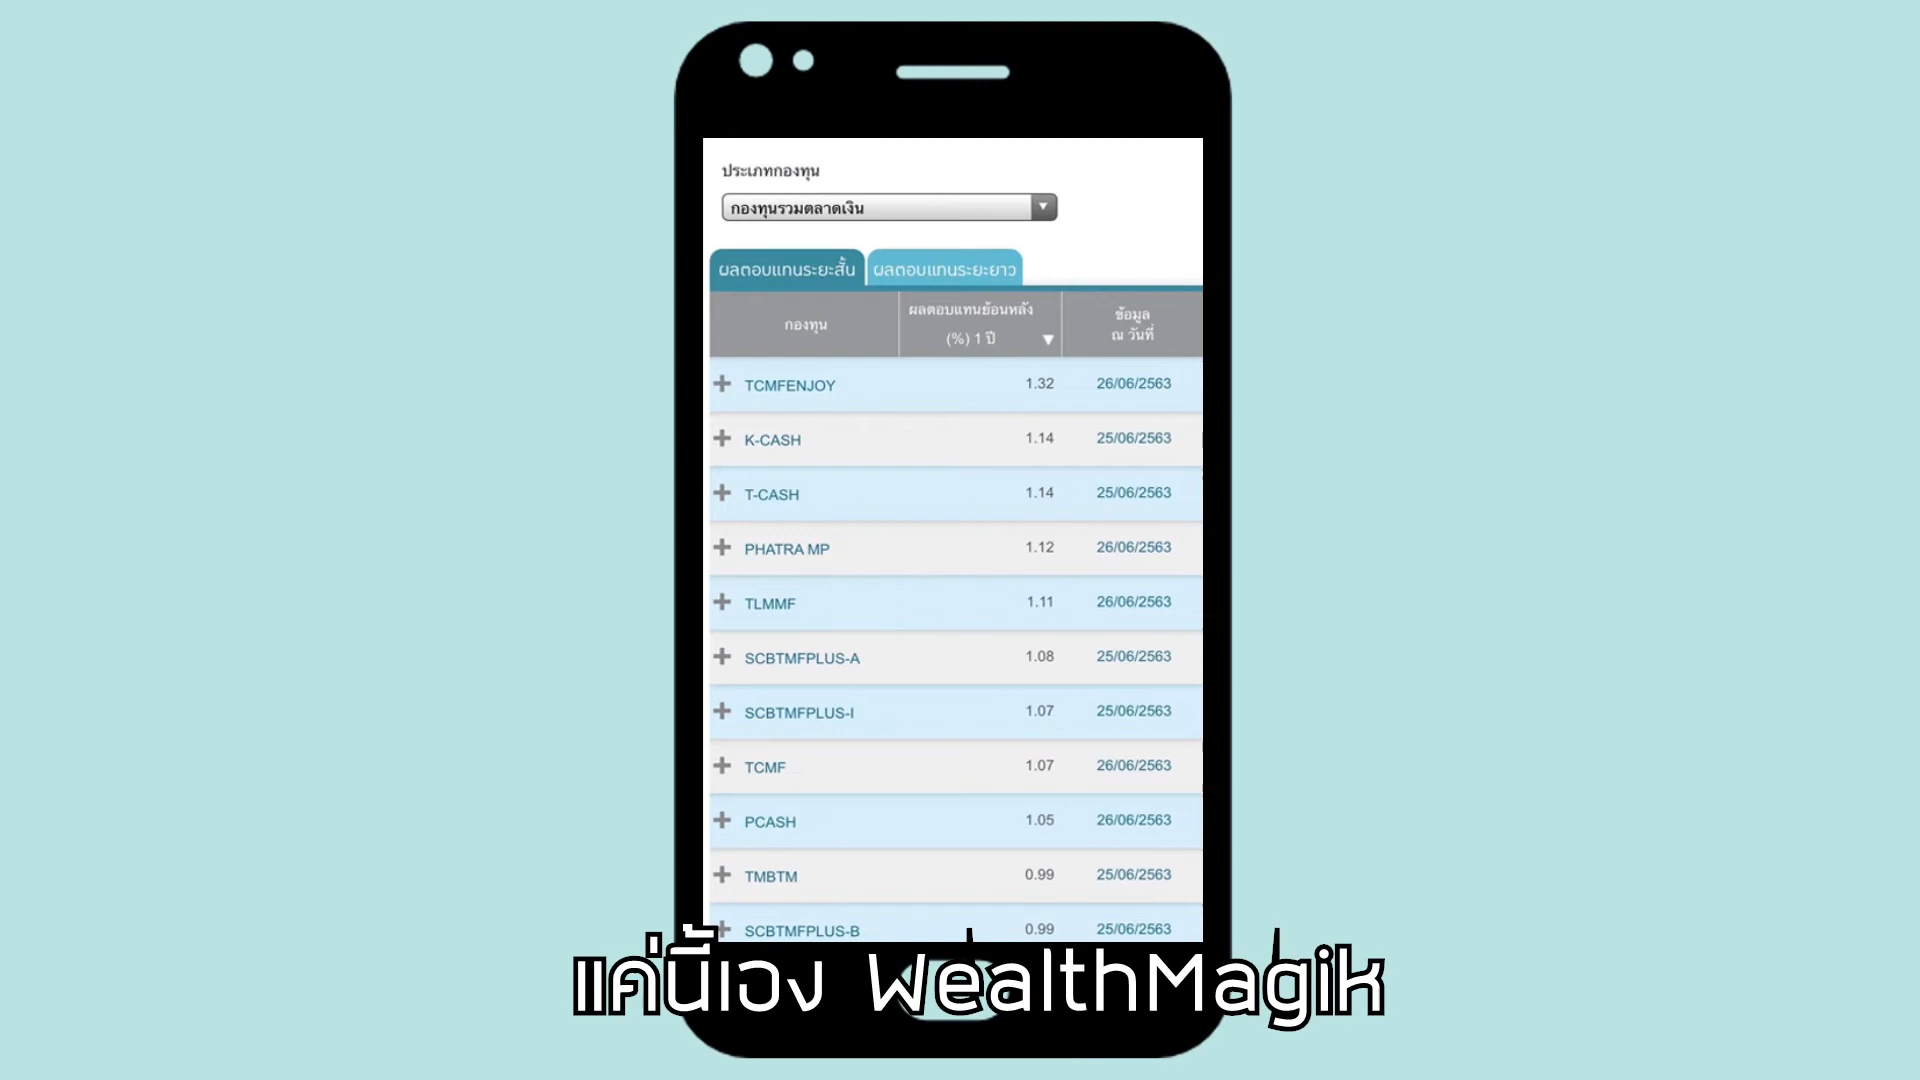 ประเภทกองทุน
กองทุนรวมตลาดเงิน
ผลตอบแทนระยะสั้น ผลตอบแทนระยะยาว
กองทุน ผลตอบแทนย้อนหลัง (%) 1 ปี ▼ ข้อมูล ณ วันที่
+ TCMFENJOY 1.32 26/06/2563
+ K-CASH 1.14 25/06/2563
+ T-CASH 1.14 25/06/2563
+ PHATRA MP 1.12 26/06/2563
+ TLMMF 1.11 26/06/2563
+ SCBTMFPLUS-A 1.08 25/06/2563
+ SCBTMFPLUS-I 1.07 25/06/2563
+ TCMF 1.07 26/06/2563
+ PCASH 1.05 26/06/2563
+ TMBTM 0.99 25/06/2563
+ SCBTMFPLUS-B 0.99 25/06/2563
แค่นี้เอง WealthMagik